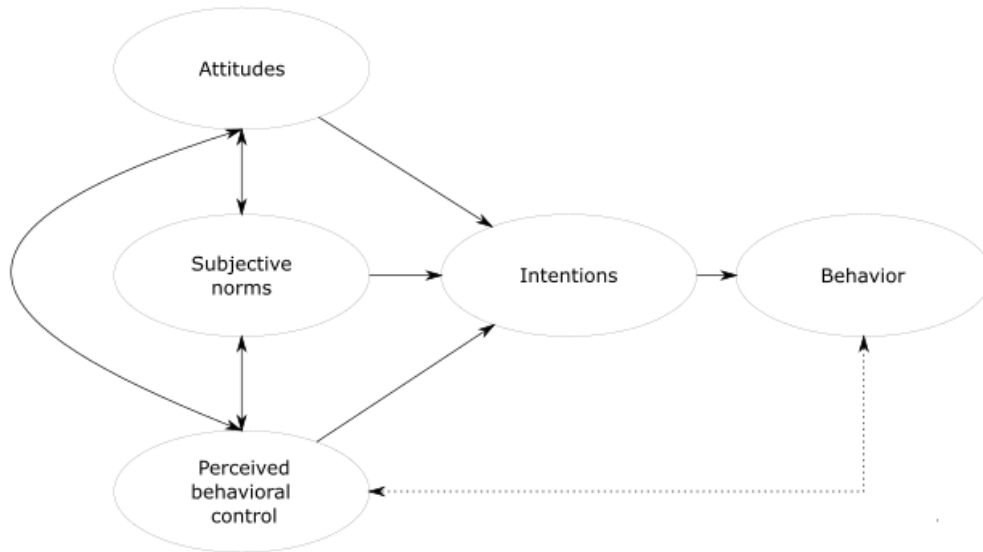 Attitudes
Subjective
norms
Intentions
Behavior
Perceived
behavioral
control